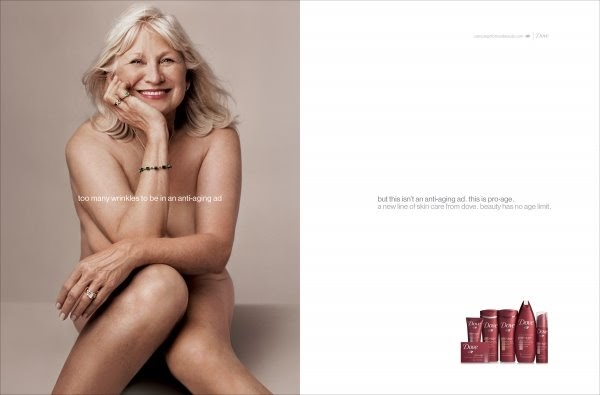 too many wrinkles to be in an anti-aging ad
campaignforrealbeauty.com Dove
but this isn't an anti-aging ad. this is pro-age.
a new line of skin care from dove. beauty has no age limit.
Dove
Dove
Dove
Dove
Dove